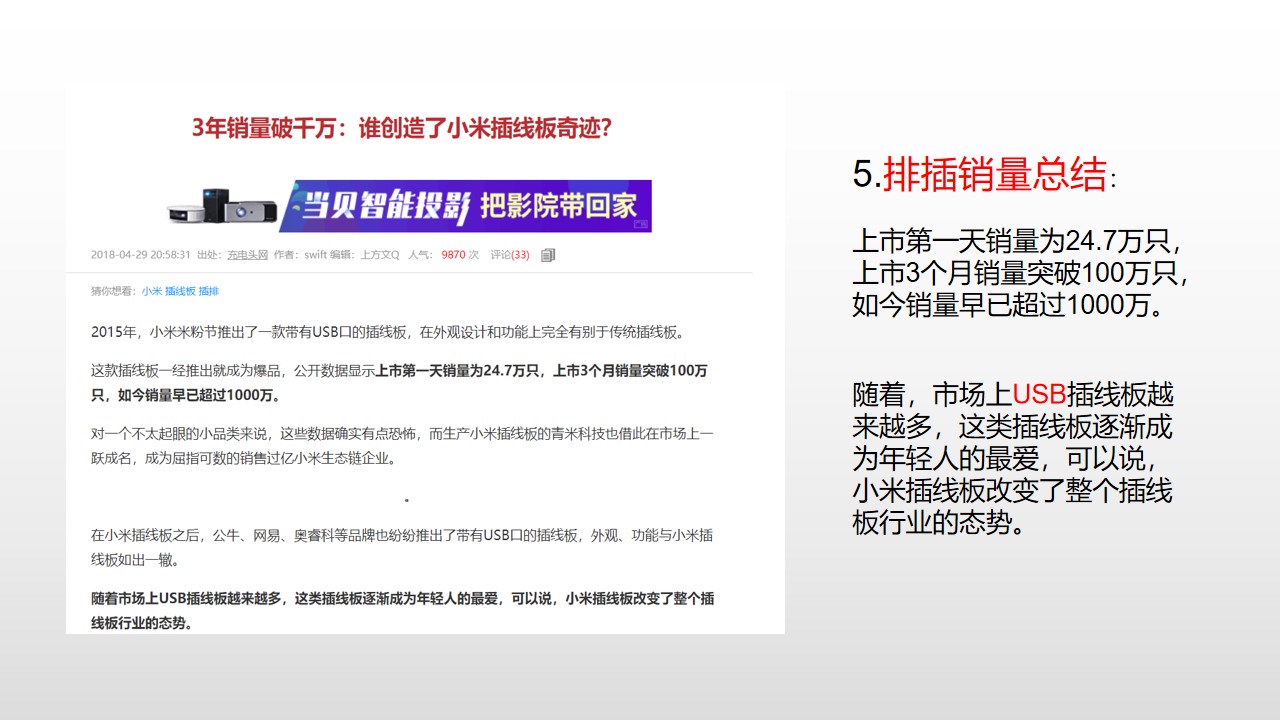 3年销量破千万：谁创造了小米插线板奇迹？
当贝智能投影 把影院带回家
2018-04-29 20:58:31 出处：充电头网 作者：swift 编辑：上方文Q 人气： 9870 次 评论(33)
猜你想看：小米 插线板 插排
2015年，小米米粉节推出了一款带有USB口的插线板，在外观设计和功能上完全有别于传统插线板。
这款插线板一经推出就成为爆品，公开数据显示上市第一天销量为24.7万只，上市3个月销量突破100万
只，如今销量早已超过1000万。
对一个不太起眼的小品类来说，这些数据确实有点恐怖，而生产小米插线板的青米科技也借此在市场上一
跃成名，成为屈指可数的销售过亿小米生态链企业。
在小米插线板之后，公牛、网易、奥睿科等品牌也纷纷推出了带有USB口的插线板，外观、功能与小米插
线板如出一辙。
随着市场上USB插线板越来越多，这类插线板逐渐成为年轻人的最爱，可以说，小米插线板改变了整个插
线板行业的态势。
5.排插销量总结：
上市第一天销量为24.7万只，
上市3个月销量突破100万只，
如今销量早已超过1000万。
随着，市场上USB插线板越
来越多，这类插线板逐渐成
为年轻人的最爱，可以说，
小米插线板改变了整个插线
板行业的态势。